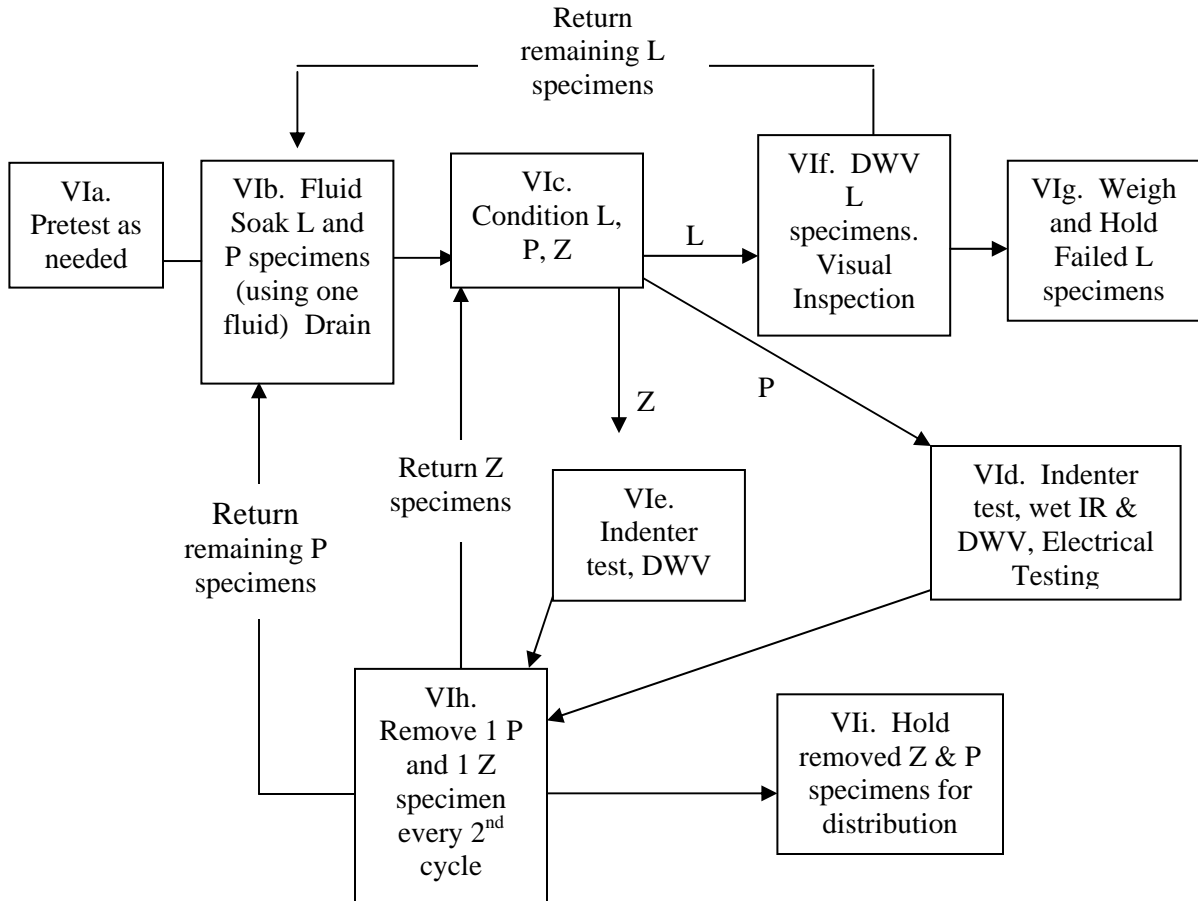 Return
remaining L
specimens
VIa.
Pretest as
needed
VIb. Fluid
Soak L and
P specimens
(using one
fluid) Drain
VIc.
Condition L,
P, Z
L
VIf. DWV
L
specimens.
Visual
Inspection
VIg. Weigh
and Hold
Failed L
specimens
P
Z
Return Z
specimens
Return
remaining P
specimens
VIe.
Indenter
test, DWV
VId. Indenter
test, wet IR &
DWV, Electrical
Testing
VIh.
Remove 1 P
and 1 Z
specimen
every 2nd
cycle
VIi. Hold
removed Z & P
specimens for
distribution